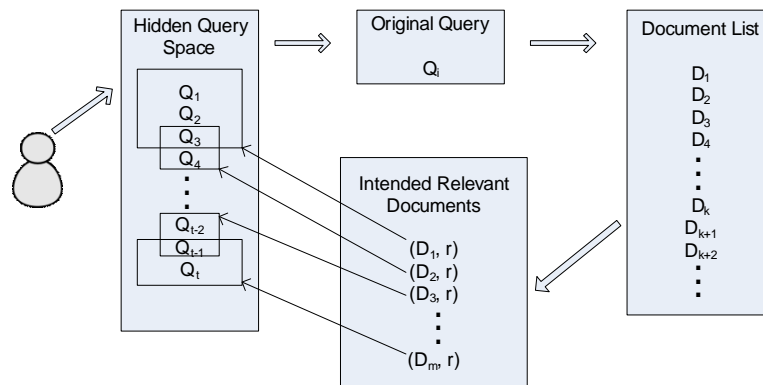 Hidden Query
Space
Q1
Q2
Q3
Q4
Qt-2
Qt-1
Qt
Original Query
Qi
Document List
D1
D2
D3
D4
Dk
Dk+1
Dk+2
Intended Relevant
Documents
(D1, r)
(D2, r)
(D3, r)
(Dm, r)